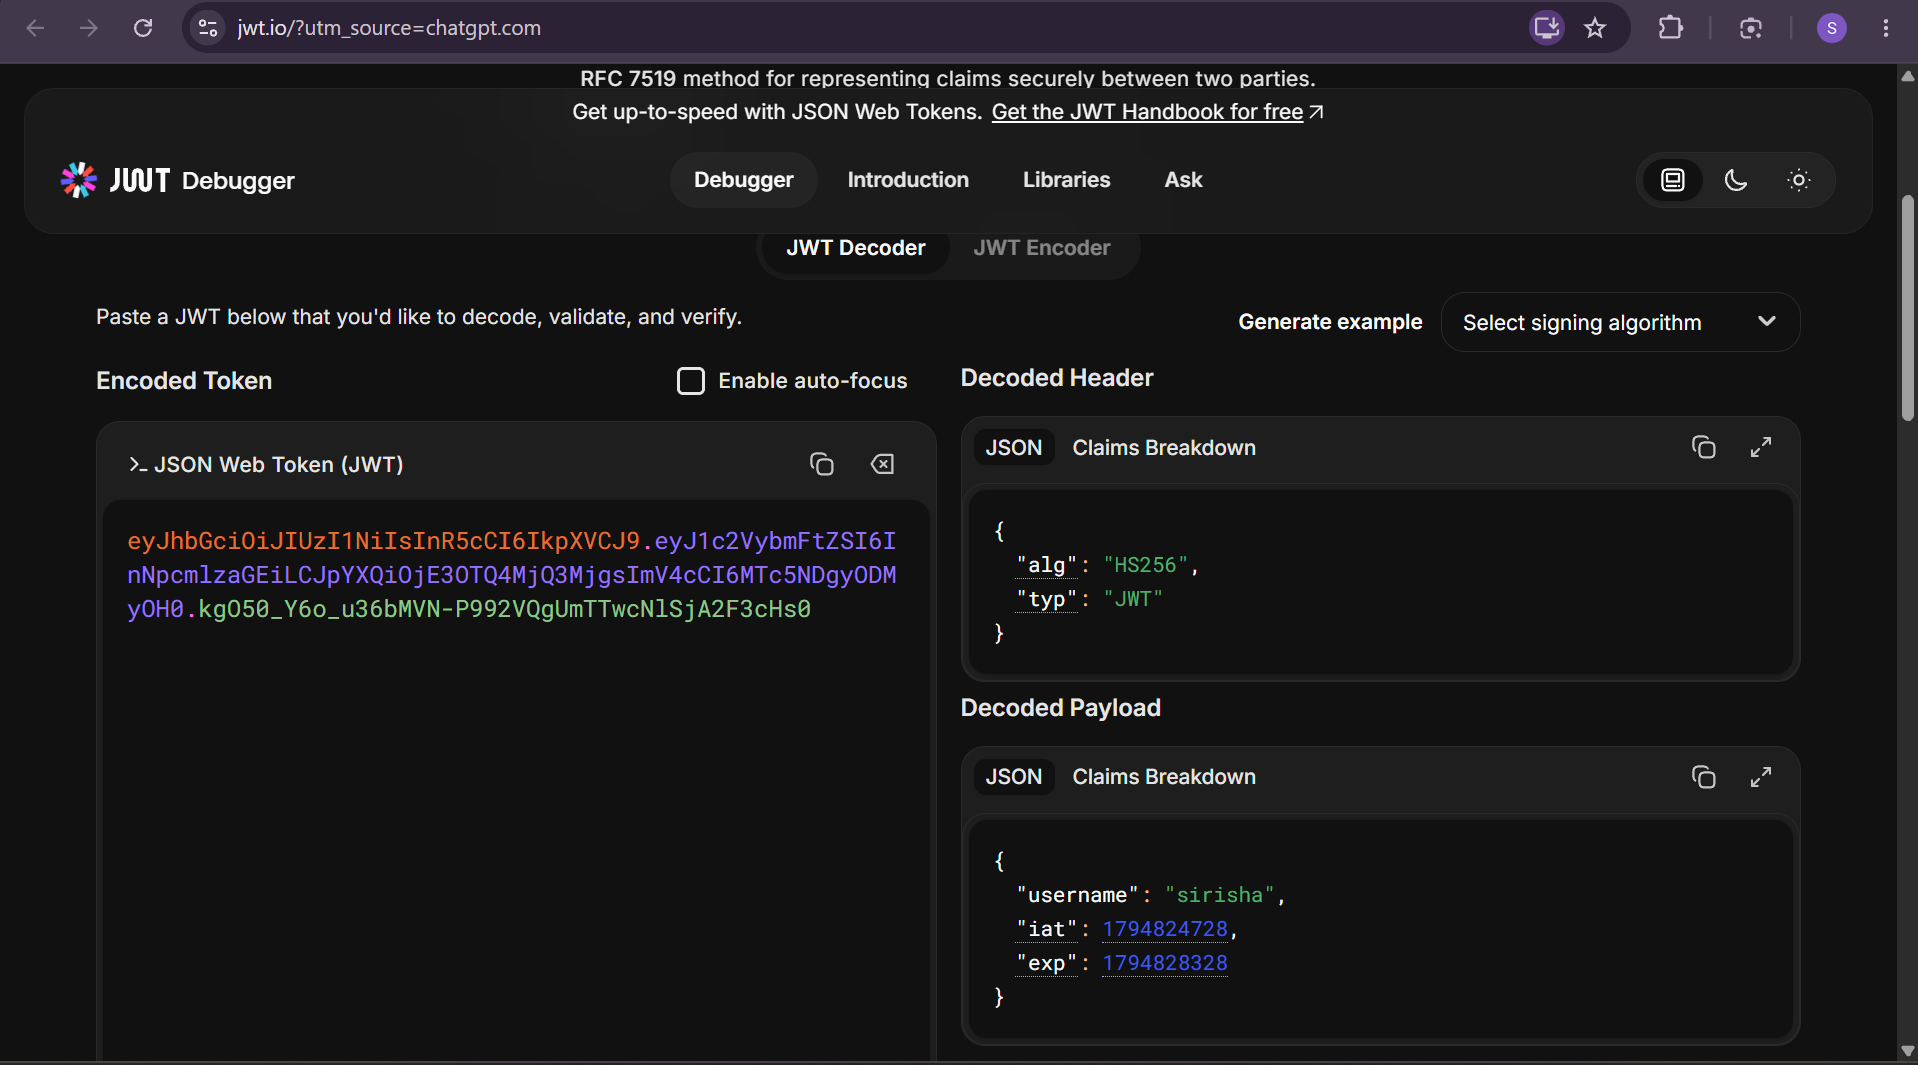 jwt.io/?utm_source=chatgpt.com
S
RFC 7519 method for representing claims securely between two parties.
Get up-to-speed with JSON Web Tokens. Get the JWT Handbook for free
JWT Debugger
Debugger Introduction Libraries Ask
JWT Decoder JWT Encoder
Paste a JWT below that you'd like to decode, validate, and verify.
Generate example Select signing algorithm
Encoded Token
Enable auto-focus
JSON Web Token (JWT)
eyJhbGciOiJIUzI1NiIsInR5cCI6IkpXVCJ9.eyJ1c2VybmFtZSI6I
nNpcmlzaGEiLCJpYXQiOjE3OTQ4MjQ3MjgsImV4cCI6MTc5NDgyODM
yOH0.kgO50_Y6o_u36bMVN-P992VQgUmTTwcNlSjA2F3cHs0
Decoded Header
JSON Claims Breakdown
{
"alg": "HS256",
"typ": "JWT"
}
Decoded Payload
JSON Claims Breakdown
{
"username": "sirisha",
"iat": 1794824728,
"exp": 1794828328
}